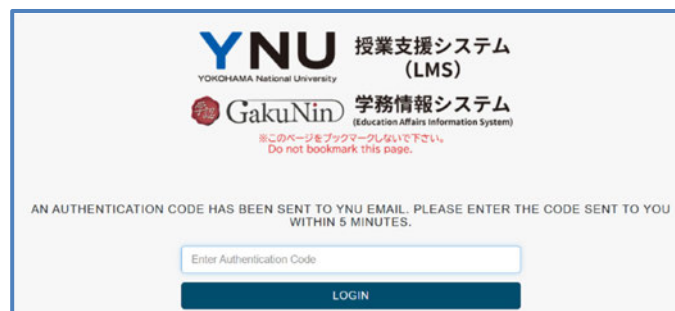 YNU 授業支援システム
YOKOHAMA National University (LMS)
GakuNin 学務情報システム
(Education Affairs Information System)
※このページをブックマークしないで下さい。
Do not bookmark this page.
AN AUTHENTICATION CODE HAS BEEN SENT TO YNU EMAIL. PLEASE ENTER THE CODE SENT TO YOU
WITHIN 5 MINUTES.
Enter Authentication Code
LOGIN